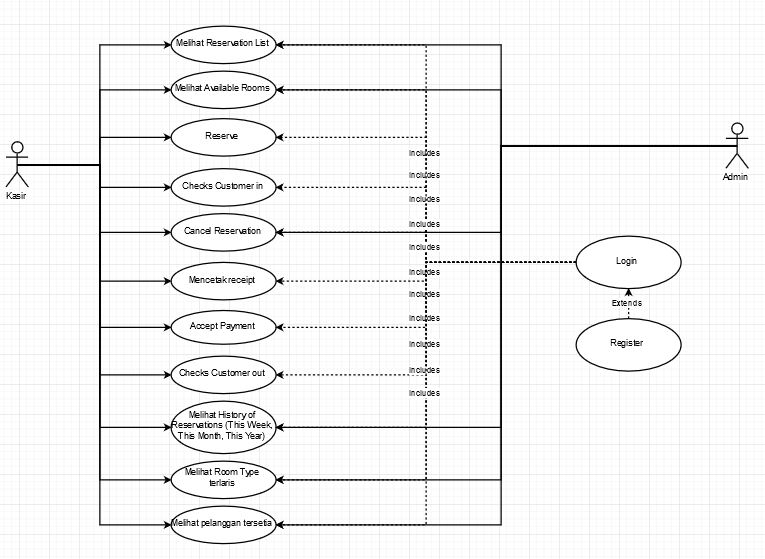 Melihat Reservation List
Melihat Available Rooms
Reserve
Includes
Includes
Checks Customer in
Includes
Includes
Cancel Reservation
Includes
Includes
Mencetak receipt
Includes
Includes
Accept Payment
Includes
Includes
Checks Customer out
Includes
Melihat History of
Reservations (This Week,
This Month, This Year)
Melihat Room Type
terlaris
Melihat pelanggan tersetia
Kasir
Admin
Login
Extends
Register